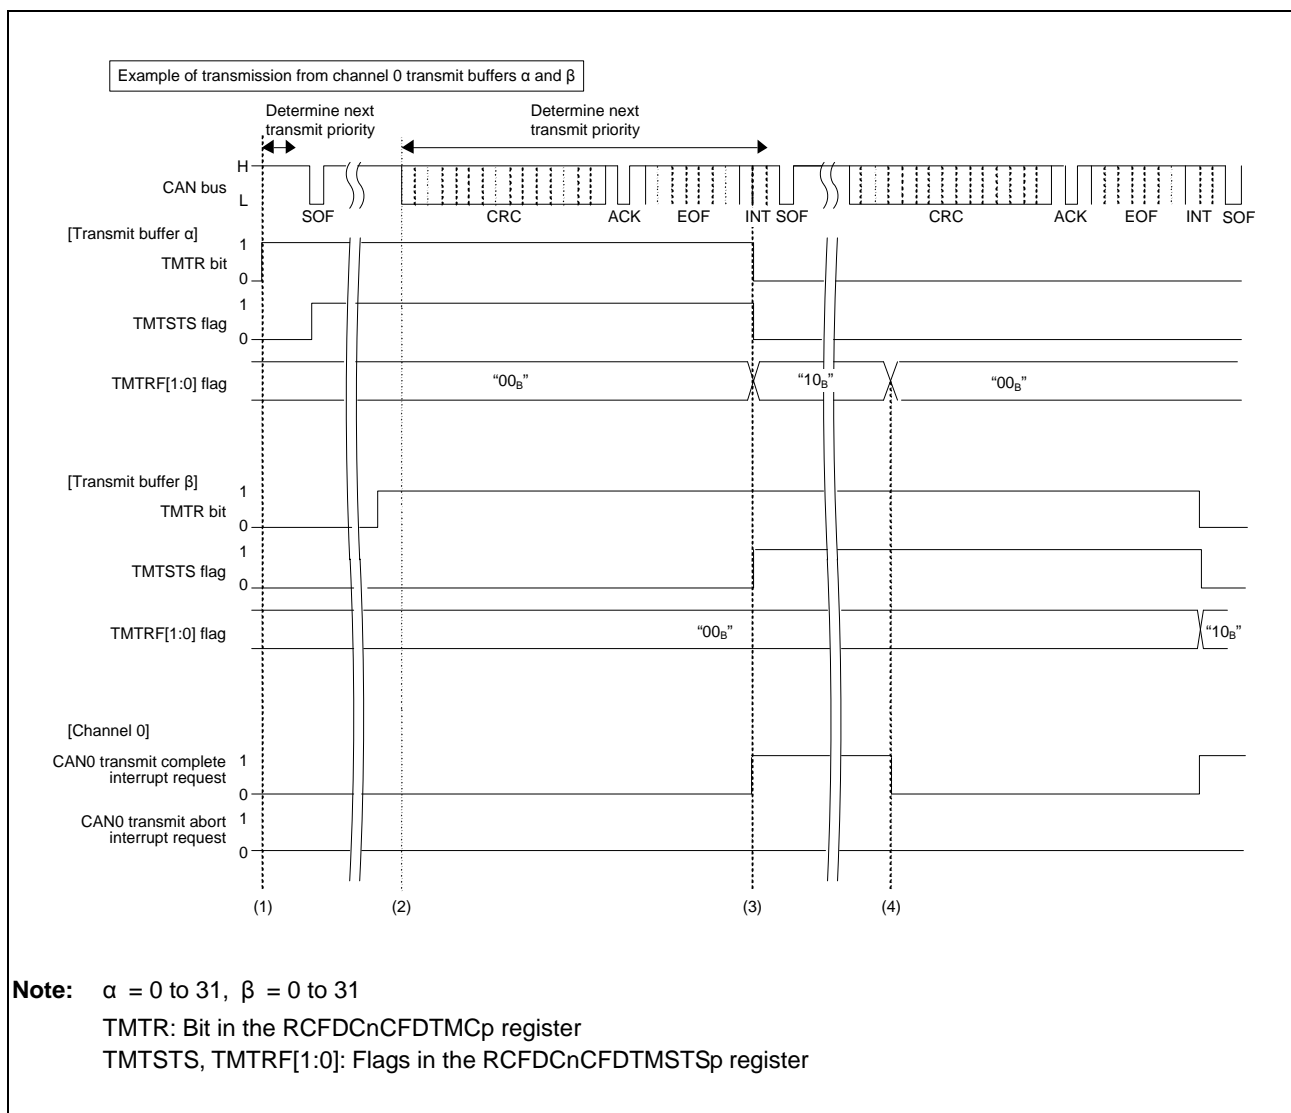 Example of transmission from channel 0 transmit buffers α and β
Determine next
transmit priority
Determine next
transmit priority
H
CAN bus
L
SOF
CRC
ACK
EOF
INT
SOF
CRC
ACK
EOF
INT
SOF
[Transmit buffer α]
1
TMTR bit
0
1
TMTSTS flag
0
TMTRF[1:0] flag
“00B”
“10B”
“00B”
[Transmit buffer β]
1
TMTR bit
0
1
TMTSTS flag
0
TMTRF[1:0] flag
“00B”
“10B”
[Channel 0]
CAN0 transmit complete
interrupt request
1
0
CAN0 transmit abort
interrupt request
1
0
(1)
(2)
(3)
(4)
Note: α = 0 to 31, β = 0 to 31
TMTR: Bit in the RCFDCnCFDTMCp register
TMTSTS, TMTRF[1:0]: Flags in the RCFDCnCFDTMSTSp register